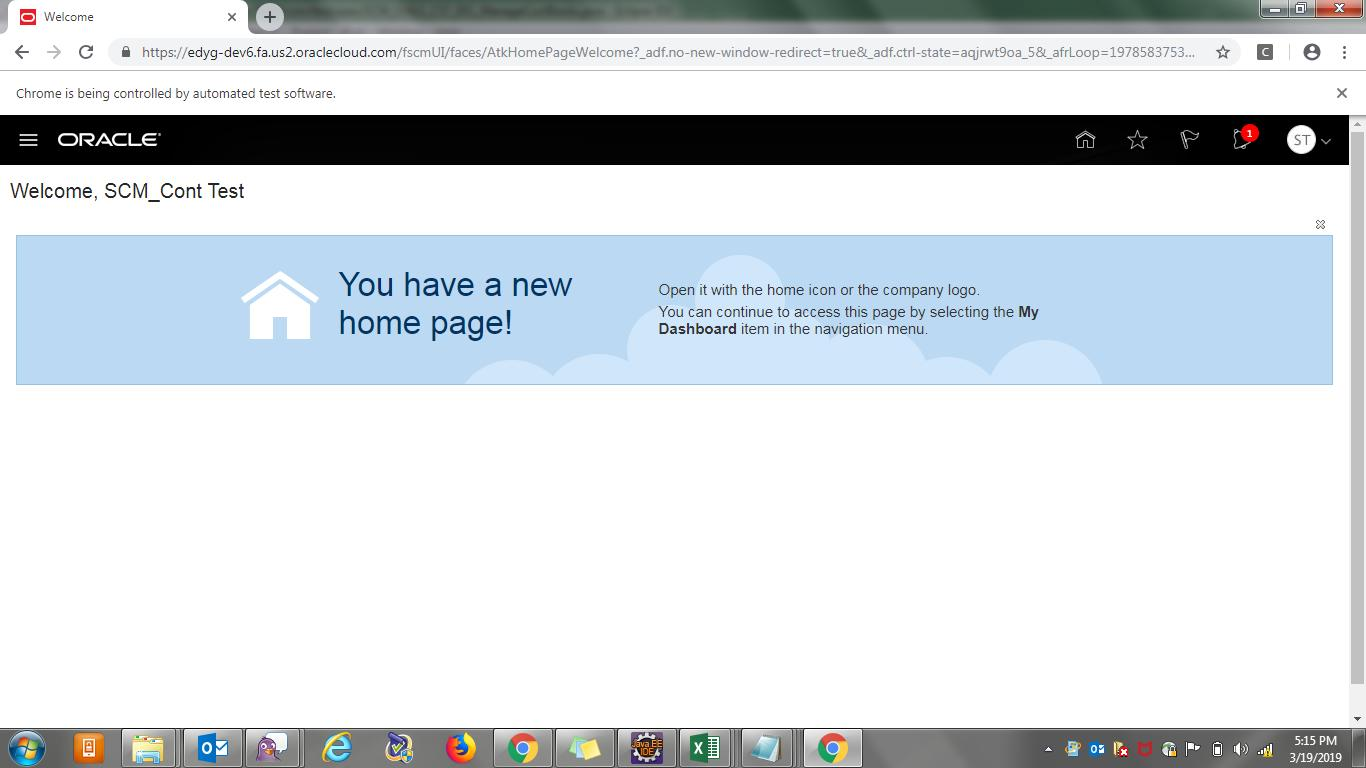 Welcome
https://edyg-dev6.fa.us2.oraclecloud.com/fscmUI/faces/AtkHomePageWelcome?_adf.no-new-window-redirect=true&_adf.ctrl-state=aqjrwt9oa_5&_afrLoop=1978583753...
C
Chrome is being controlled by automated test software.
ORACLE
1
ST
Welcome, SCM_Cont Test
You have a new
home page!
Open it with the home icon or the company logo.
You can continue to access this page by selecting the My
Dashboard item in the navigation menu.
Java EE
IDE
5:15 PM
3/19/2019